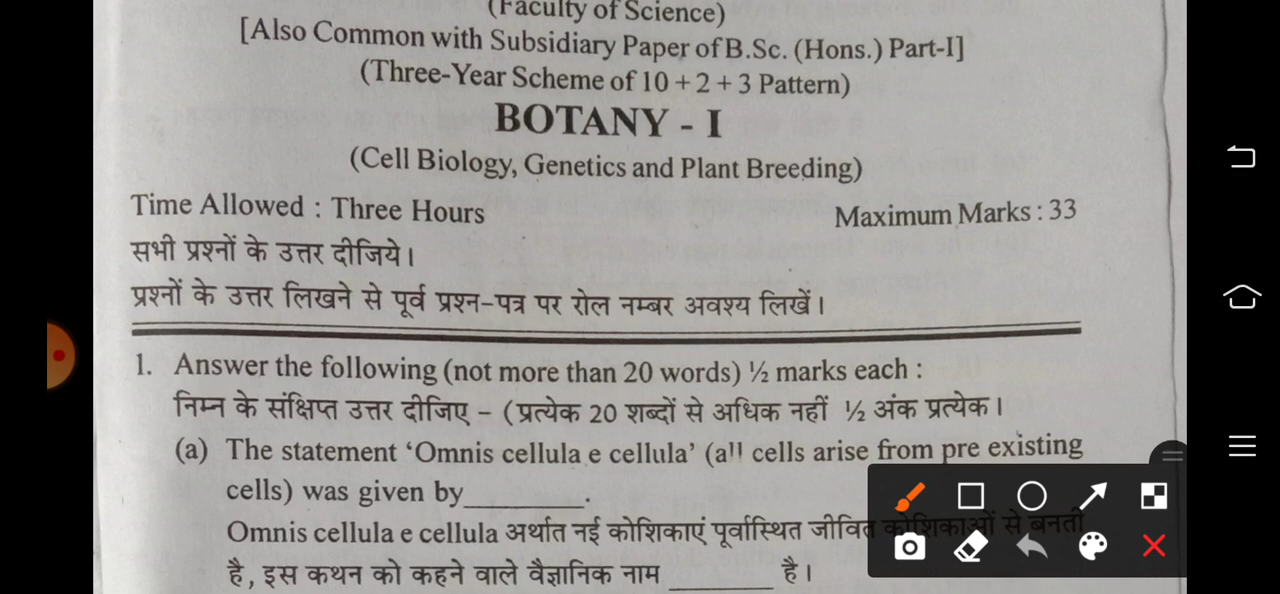 (Faculty of Science)
[Also Common with Subsidiary Paper of B.Sc. (Hons.) Part-I]
(Three-Year Scheme of 10 + 2 + 3 Pattern)
BOTANY - I
(Cell Biology, Genetics and Plant Breeding)
Time Allowed : Three Hours Maximum Marks : 33
सभी प्रश्नों के उत्तर दीजिये।
प्रश्नों के उत्तर लिखने से पूर्व प्रश्न-पत्र पर रोल नम्बर अवश्य लिखें।
1. Answer the following (not more than 20 words) ½ marks each :
निम्न के संक्षिप्त उत्तर दीजिए – (प्रत्येक 20 शब्दों से अधिक नहीं ½ अंक प्रत्येक।
(a) The statement ‘Omnis cellula e cellula’ (all cells arise from pre existing
cells) was given by________.
Omnis cellula e cellula अर्थात नई कोशिकाएं पूर्वास्थित जीवित कोशिकाओं से बनती
है, इस कथन को कहने वाले वैज्ञानिक नाम ________ है।